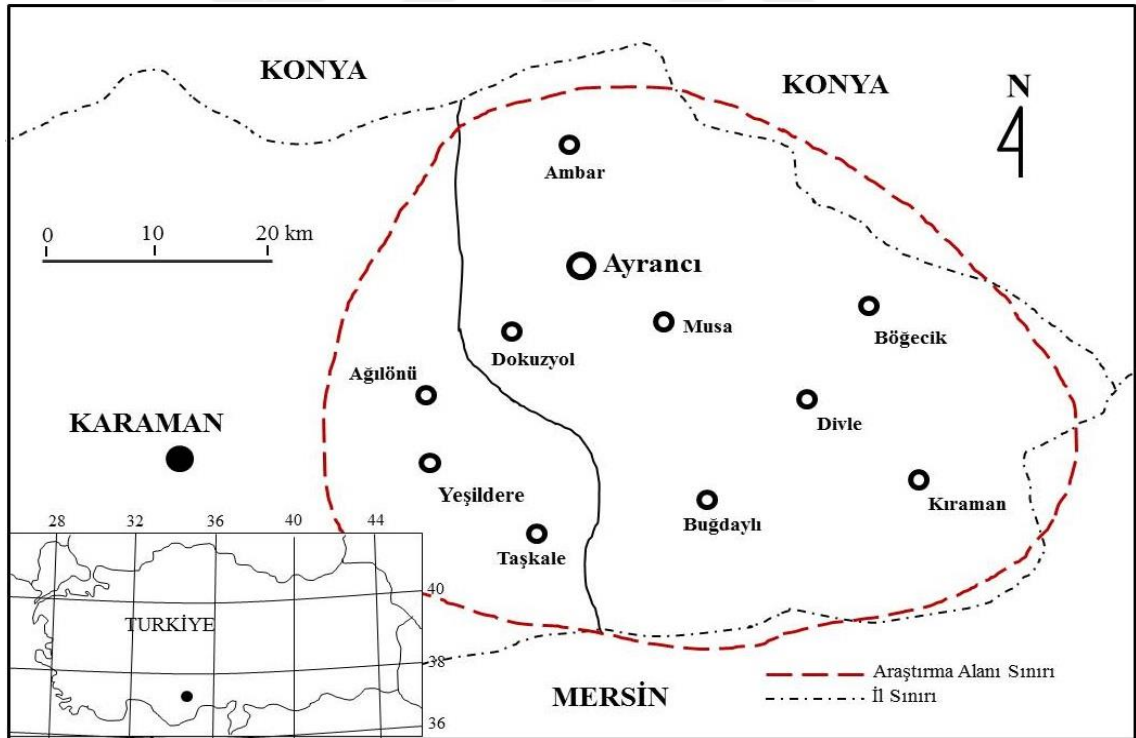 KONYA
KONYA
N
Ambar
0 10 20 km
Ayrancı
Musa
Böğecik
Dokuzyol
Ağılönü
Divle
KARAMAN
Yeşildere
Kıraman
Buğdaylı
Taşkale
28 32 36 40 44
40
TURKİYE
38
36
MERSİN
Araştırma Alanı Sınırı
İl Sınırı